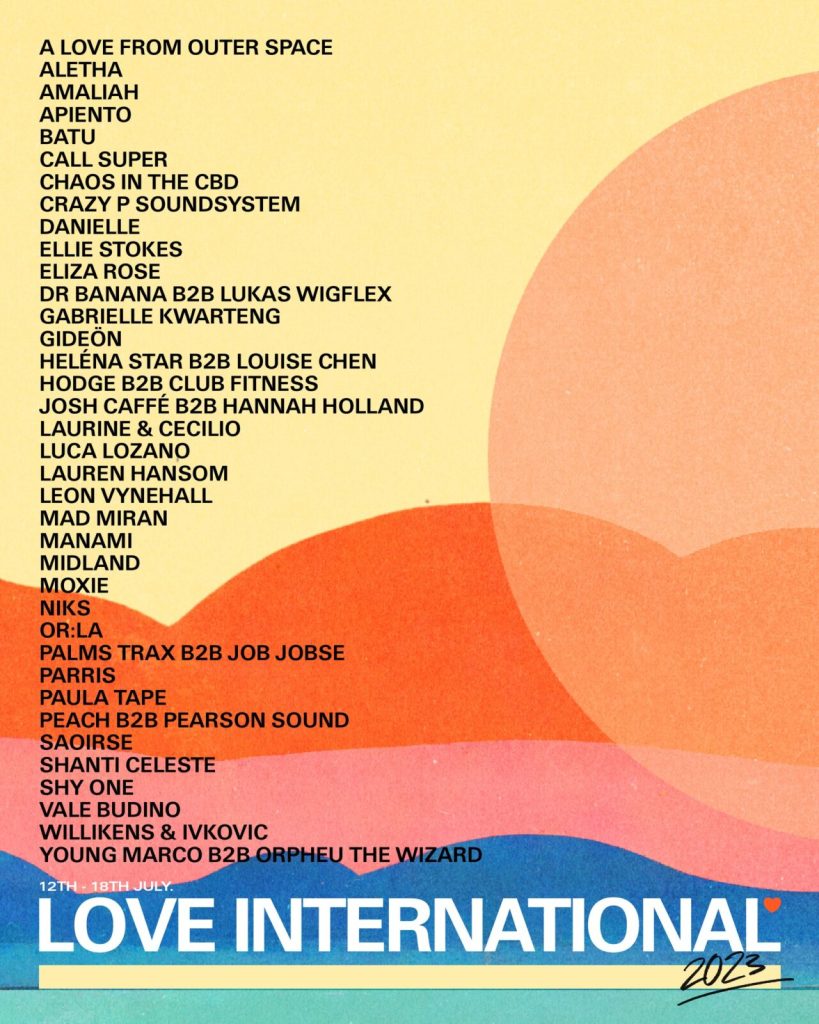 A LOVE FROM OUTER SPACE
ALETHA
AMALIAH
APIENTO
BATU
CALL SUPER
CHAOS IN THE CBD
CRAZY P SOUNDSYSTEM
DANIELLE
ELLIE STOKES
ELIZA ROSE
DR BANANA B2B LUKAS WIGFLEX
GABRIELLE KWARTENG
GIDEÖN
HELÉNA STAR B2B LOUISE CHEN
HODGE B2B CLUB FITNESS
JOSH CAFFÉ B2B HANNAH HOLLAND
LAURINE & CECILIO
LUCA LOZANO
LAUREN HANSOM
LEON VYNEHALL
MAD MIRAN
MANAMI
MIDLAND
MOXIE
NIKS
OR:LA
PALMS TRAX B2B JOB JOBSE
PARRIS
PAULA TAPE
PEACH B2B PEARSON SOUND
SAOIRSE
SHANTI CELESTE
SHY ONE
VALE BUDINO
WILLIKENS & IVKOVIC
YOUNG MARCO B2B ORPHEU THE WIZARD
12TH - 18TH JULY.
LOVE INTERNATIONAL
2023